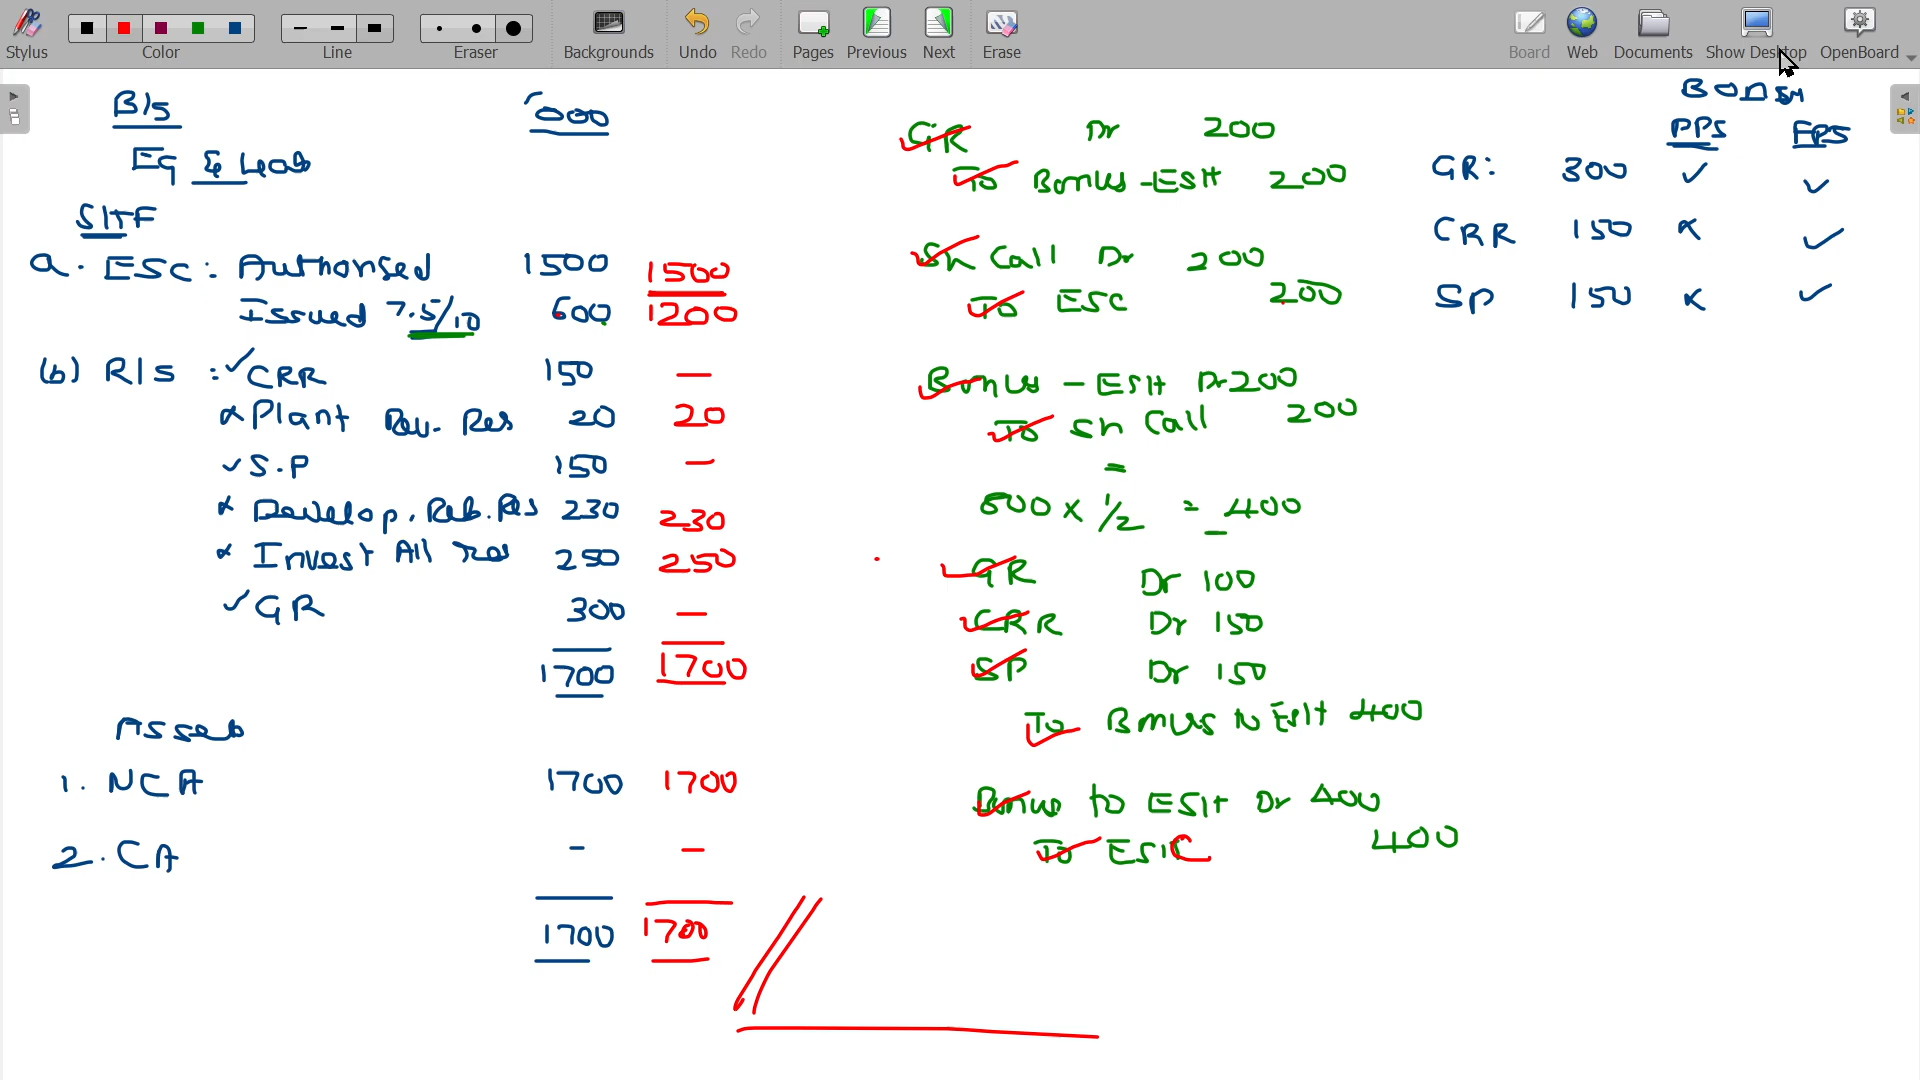 Stylus Color Line Eraser Backgrounds Undo Redo Pages Previous Next Erase Board Web Documents Show Desktop OpenBoard
B/s '000
Eq & Liab
SHF
a. ESC: Authorised 1500 1500
Issued 7.5/10 600 1200
(b) R/s : ✓CRR 150 —
×Plant Rev. Res 20 20
✓S.P 150 —
× Develop. Reb. Res 230 230
× Invest All Res 250 250
✓GR 300 —
1700 1700
Assets
1. NCA 1700 1700
2. CA - —
1700 1700
GR Dr 200
To Bonus -ESH 200
Sh Call Dr 200
To ESC 200
Bonus - ESH Dr 200
To Sh Call 200
=
800 × 1/2 = 400
GR Dr 100
CRR Dr 150
SP Dr 150
To Bonus to ESH 400
Bonus to ESH Dr 400
To ESC 400
Bonus
PPS FPS
GR: 300 ✓ ✓
CRR 150 × ✓
SP 150 × ✓